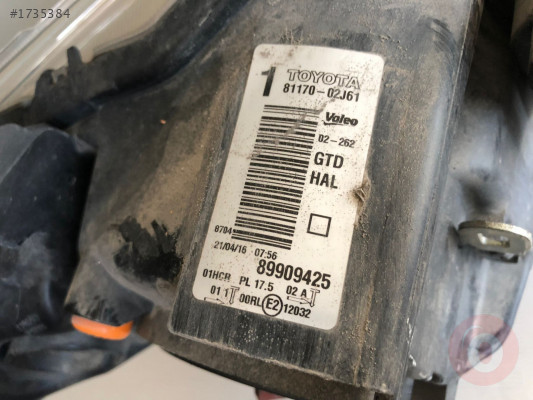 #1735384
1 TOYOTA
81170-02J61
Valeo
02-262
GTD
HAL
8704
21/04/16 07:56
89909425
01HCR PL 17.5 02 A
01 1 00RL E2 12032